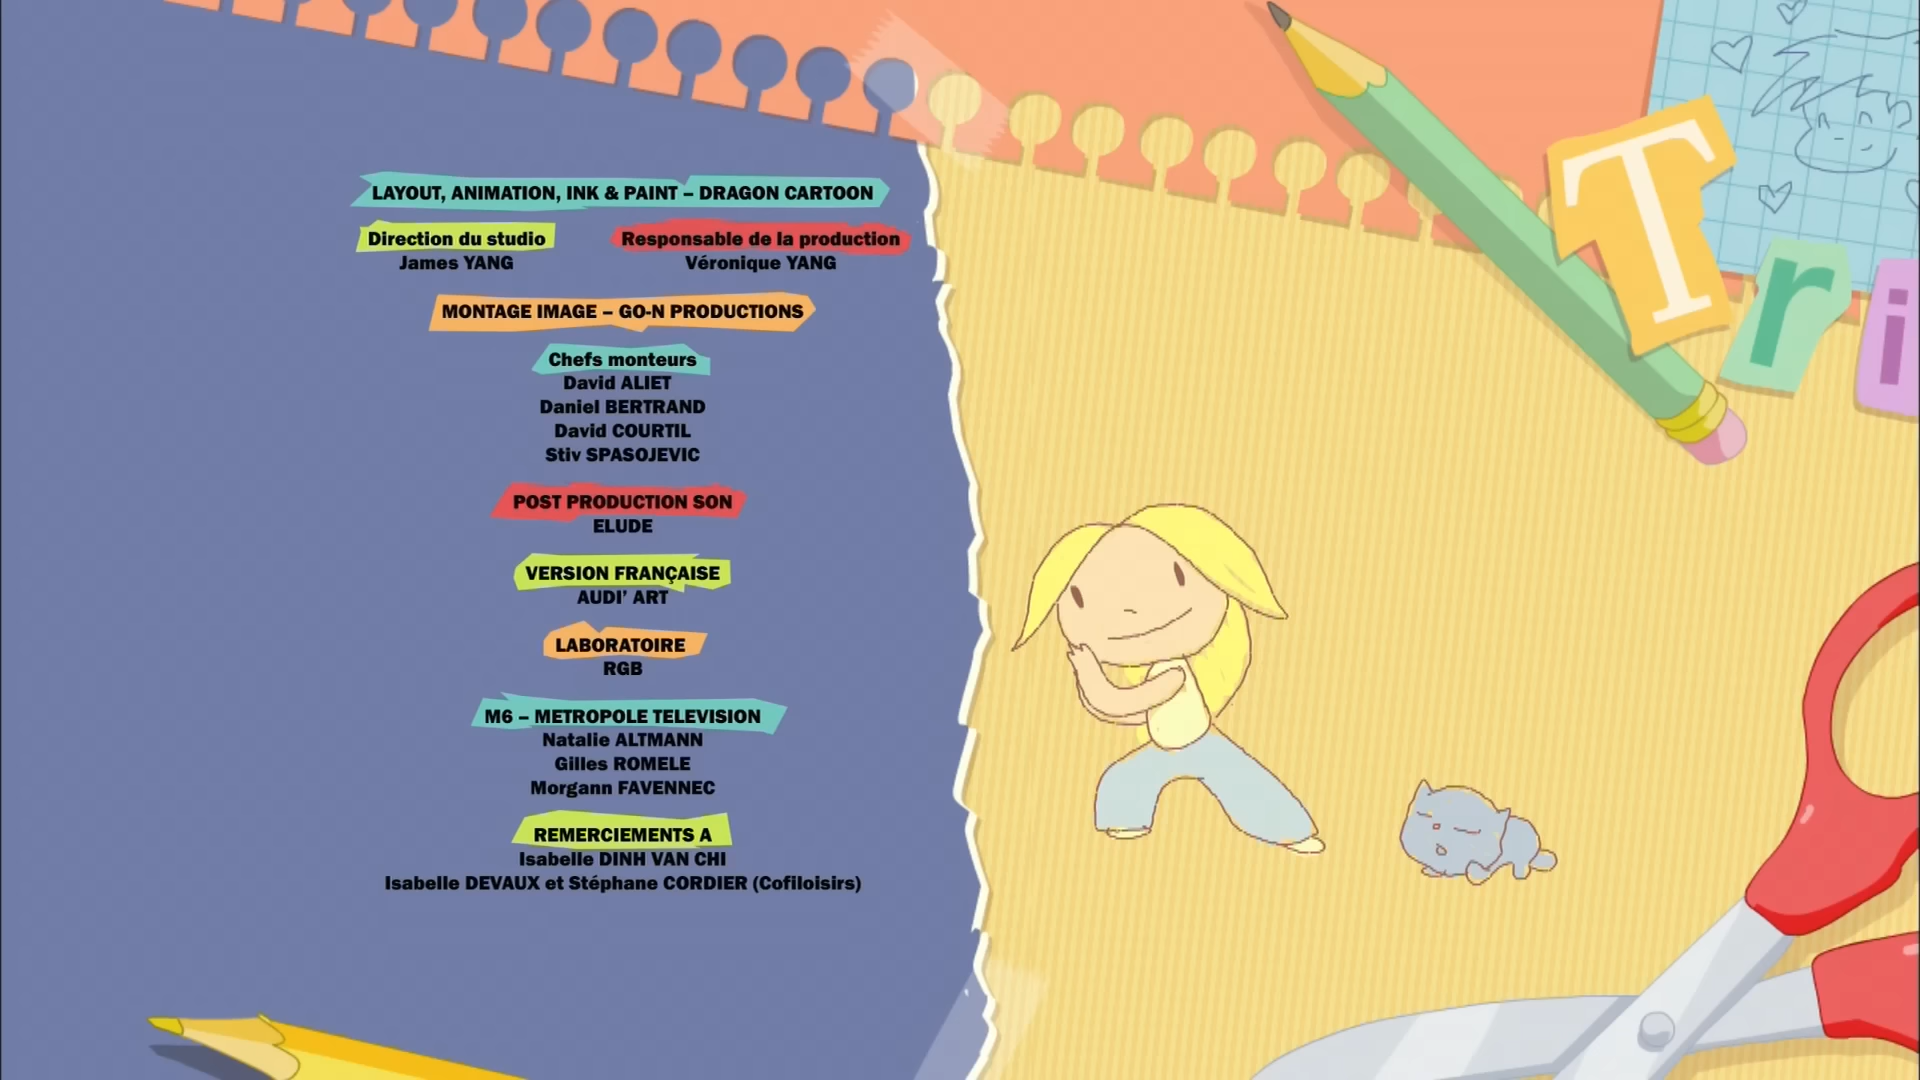 LAYOUT, ANIMATION, INK & PAINT – DRAGON CARTOON
Direction du studio
James YANG
Responsable de la production
Véronique YANG
MONTAGE IMAGE – GO-N PRODUCTIONS
Chefs monteurs
David ALIET
Daniel BERTRAND
David COURTIL
Stiv SPASOJEVIC
POST PRODUCTION SON
ELUDE
VERSION FRANÇAISE
AUDI' ART
LABORATOIRE
RGB
M6 – METROPOLE TELEVISION
Natalie ALTMANN
Gilles ROMELE
Morgann FAVENNEC
REMERCIEMENTS A
Isabelle DINH VAN CHI
Isabelle DEVAUX et Stéphane CORDIER (Cofiloisirs)
Tri